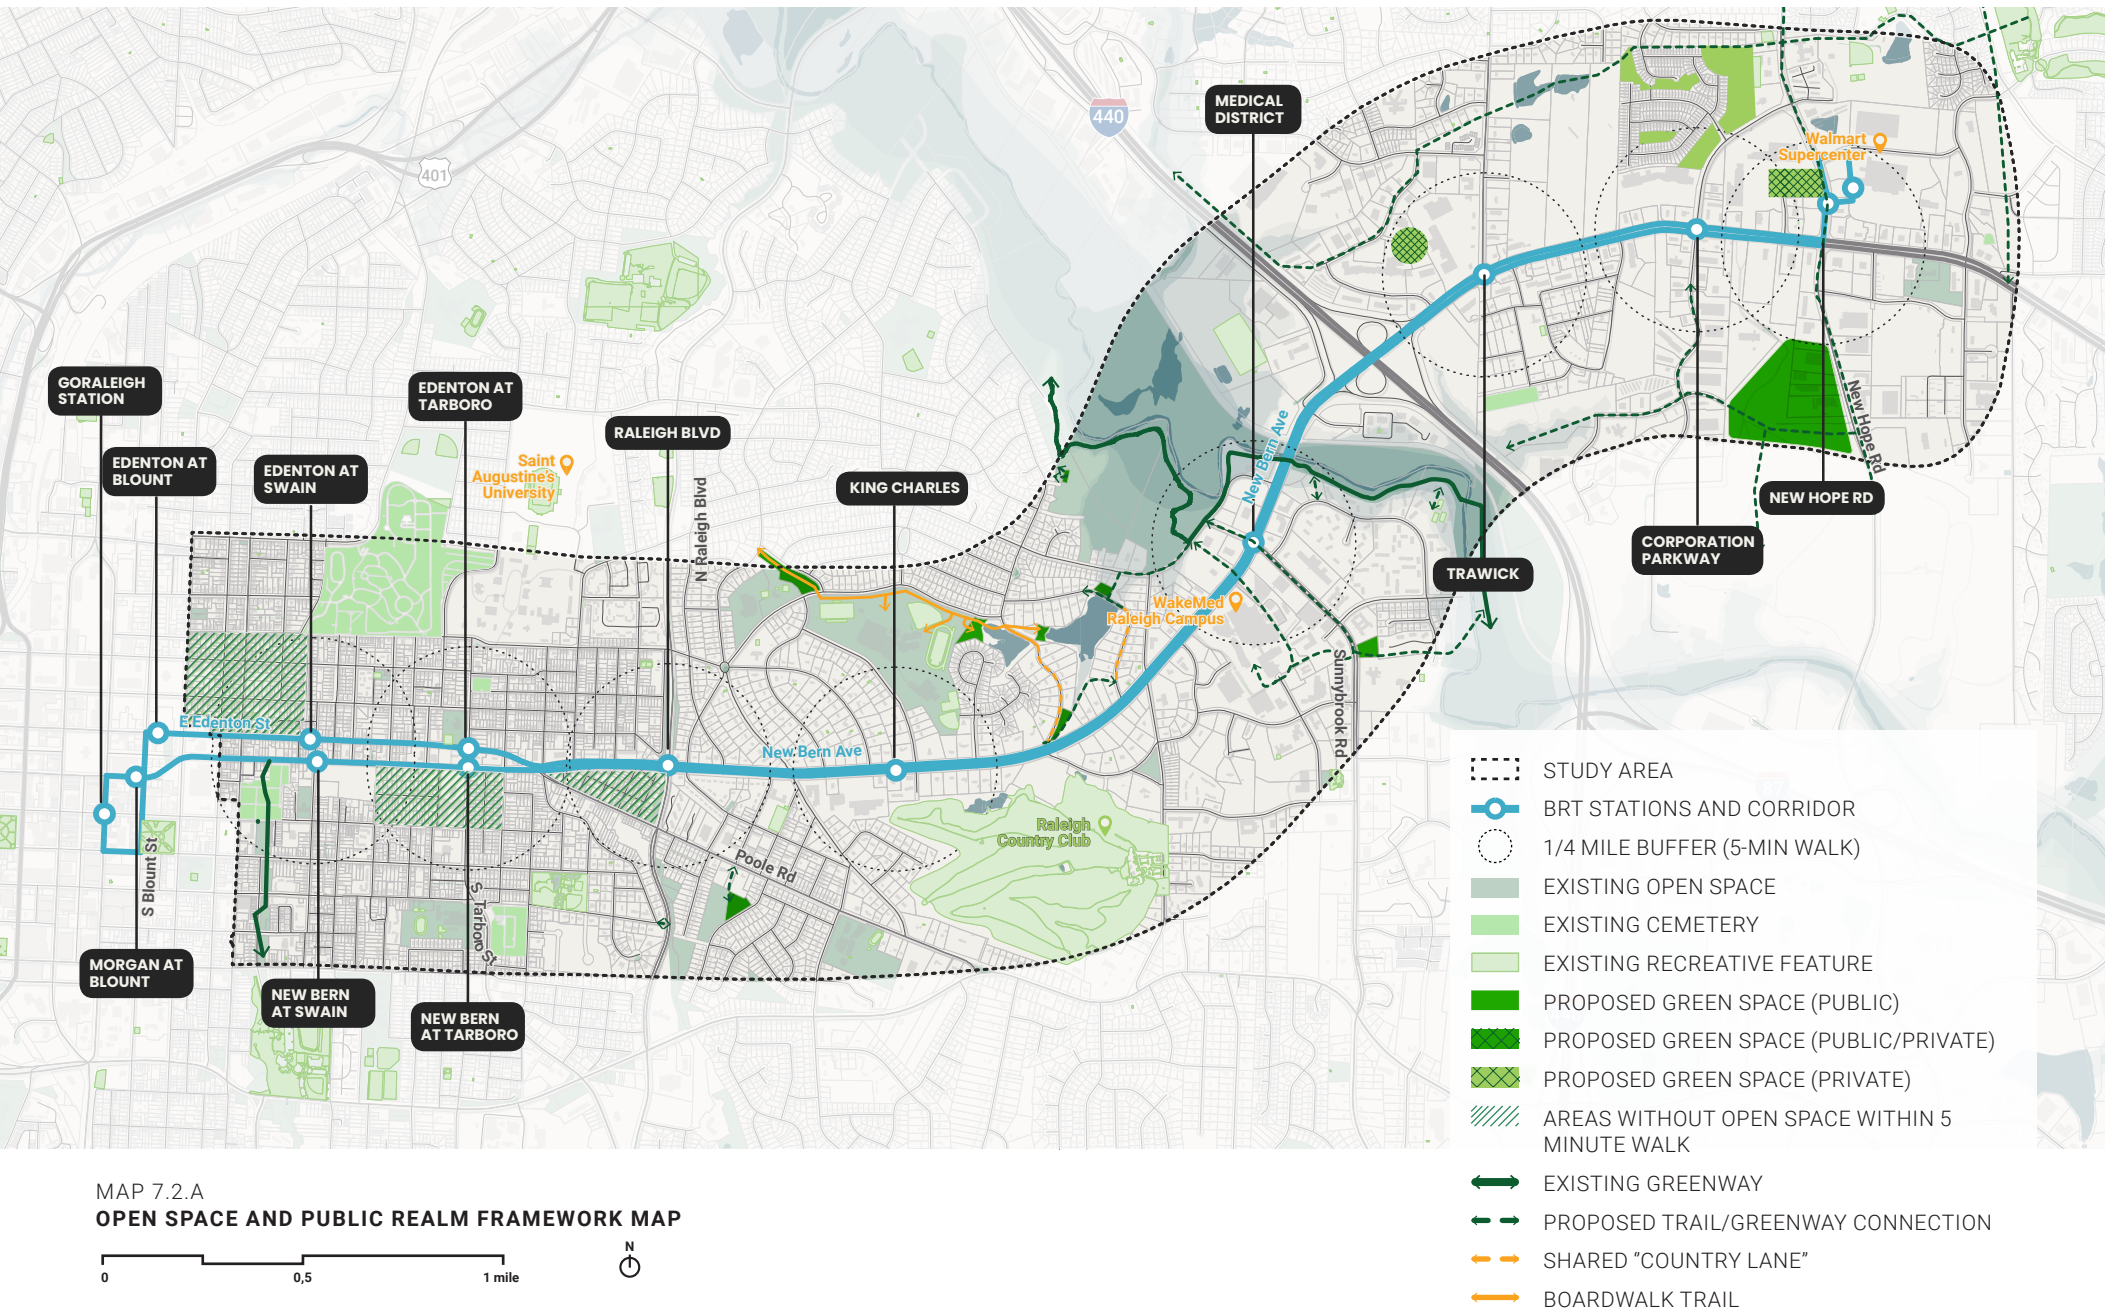 440
MEDICAL
DISTRICT
401
Walmart
Supercenter
GORALEIGH
STATION
EDENTON AT
TARBORO
RALEIGH BLVD
EDENTON AT
BLOUNT
EDENTON AT
SWAIN
Saint
Augustine's
University
KING CHARLES
N Raleigh Blvd
New Bern Ave
New Hope Rd
NEW HOPE RD
CORPORATION
PARKWAY
TRAWICK
WakeMed
Raleigh Campus
Sunnybrook Rd
E Edenton St
New Bern Ave
Raleigh
Country Club
Poole Rd
S Blount St
S Tarboro St
MORGAN AT
BLOUNT
NEW BERN
AT SWAIN
NEW BERN
AT TARBORO
STUDY AREA
BRT STATIONS AND CORRIDOR
1/4 MILE BUFFER (5-MIN WALK)
EXISTING OPEN SPACE
EXISTING CEMETERY
EXISTING RECREATIVE FEATURE
PROPOSED GREEN SPACE (PUBLIC)
PROPOSED GREEN SPACE (PUBLIC/PRIVATE)
PROPOSED GREEN SPACE (PRIVATE)
AREAS WITHOUT OPEN SPACE WITHIN 5
MINUTE WALK
EXISTING GREENWAY
PROPOSED TRAIL/GREENWAY CONNECTION
SHARED "COUNTRY LANE"
BOARDWALK TRAIL
MAP 7.2.A
OPEN SPACE AND PUBLIC REALM FRAMEWORK MAP
0
0,5
1 mile
N